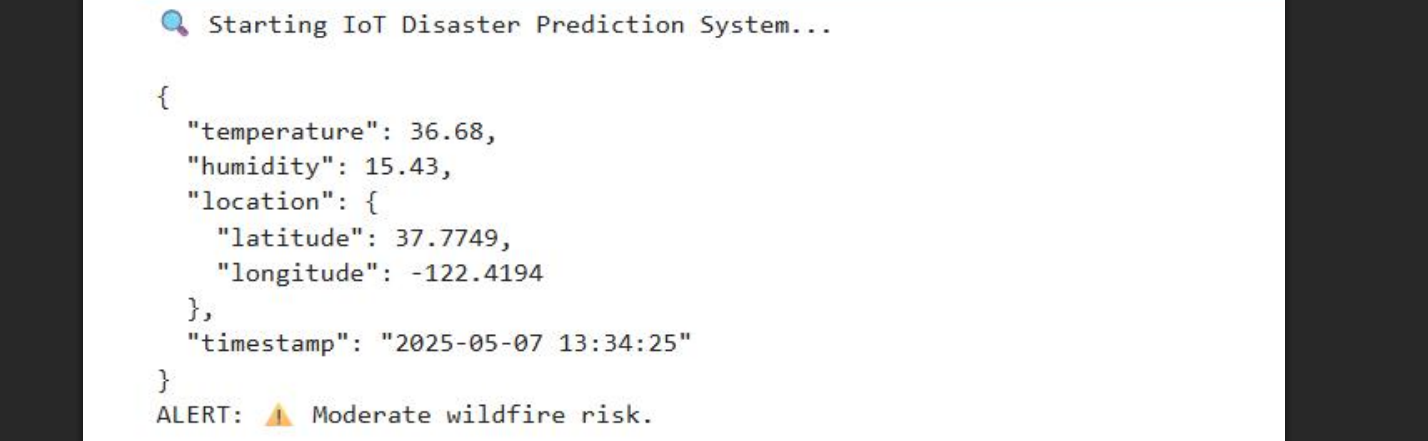 🔍 Starting IoT Disaster Prediction System...
{
  "temperature": 36.68,
  "humidity": 15.43,
  "location": {
    "latitude": 37.7749,
    "longitude": -122.4194
  },
  "timestamp": "2025-05-07 13:34:25"
}
ALERT: ⚠️ Moderate wildfire risk.